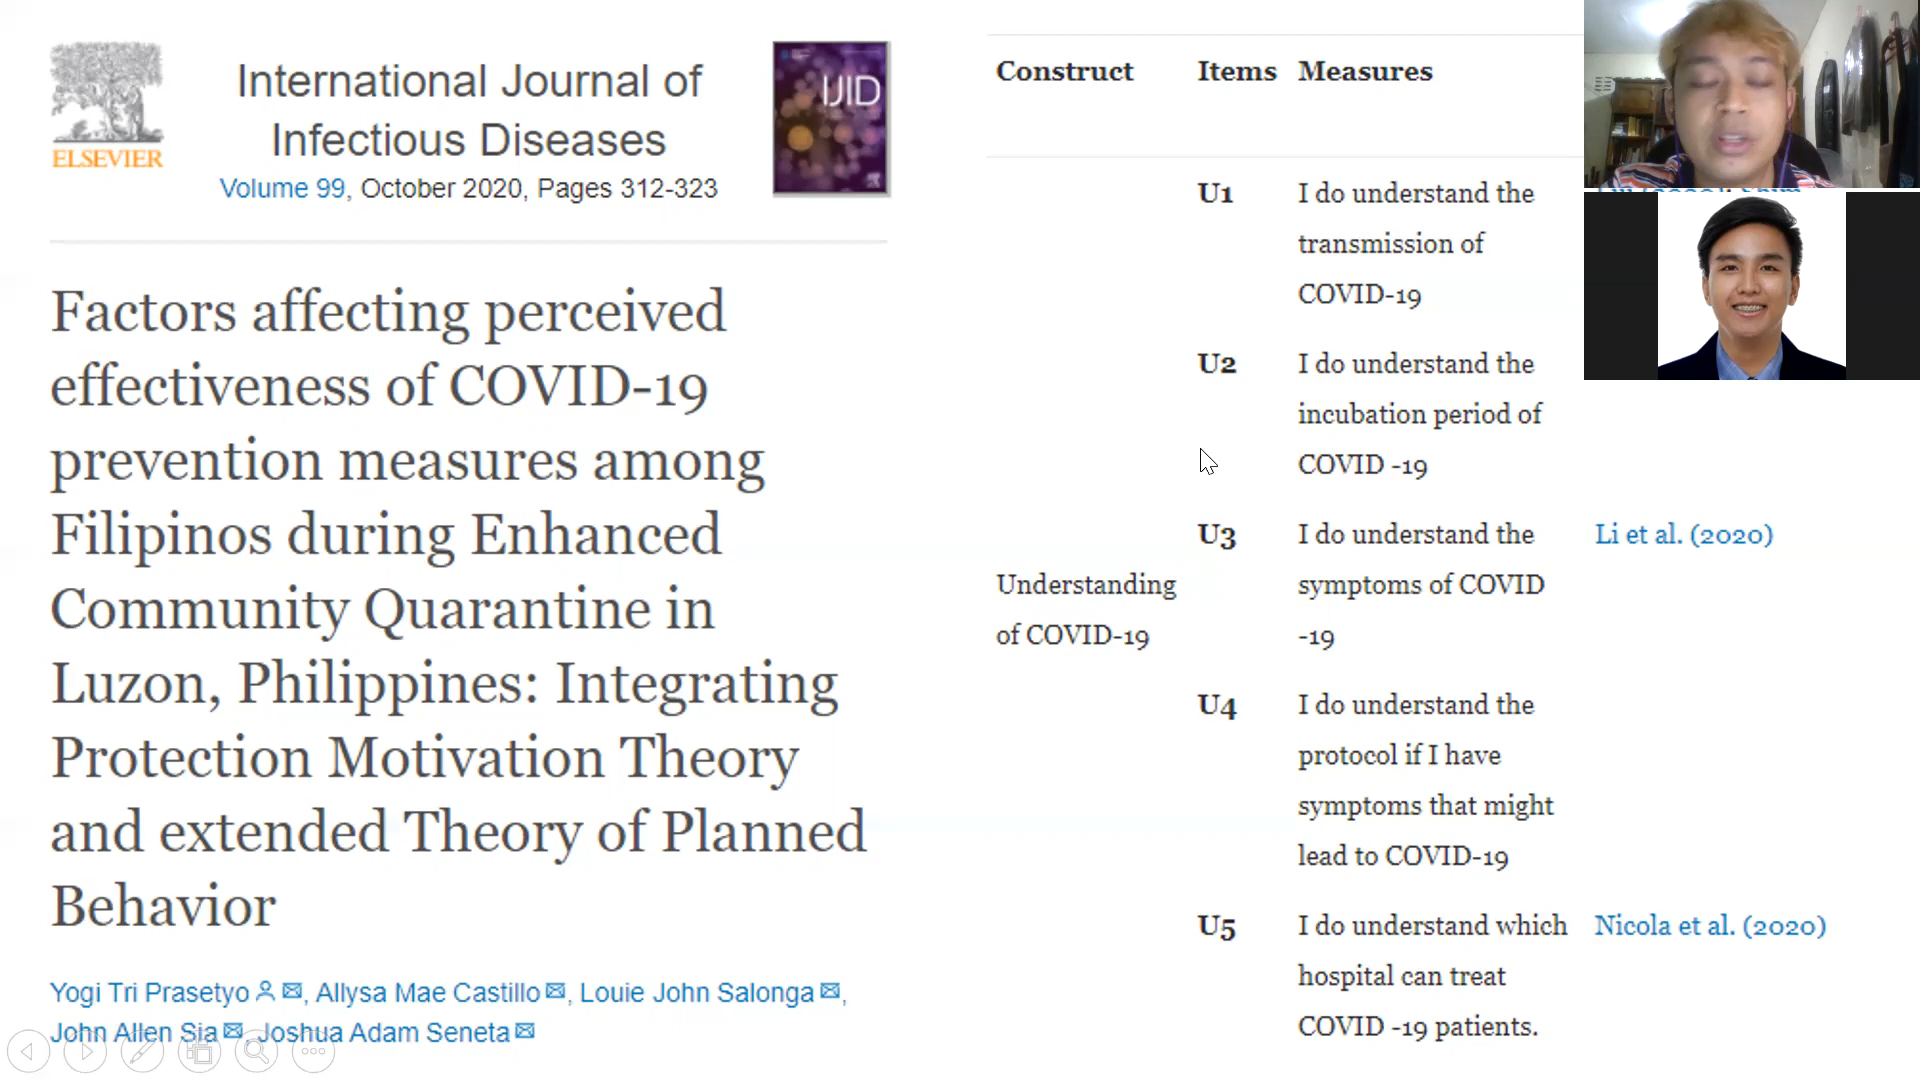 ELSEVIER
International Journal of
Infectious Diseases
Volume 99, October 2020, Pages 312-323
IJID
Factors affecting perceived
effectiveness of COVID-19
prevention measures among
Filipinos during Enhanced
Community Quarantine in
Luzon, Philippines: Integrating
Protection Motivation Theory
and extended Theory of Planned
Behavior
Yogi Tri Prasetyo, Allysa Mae Castillo, Louie John Salonga,
John Allen Sia, Joshua Adam Seneta
Construct Items Measures
U1 I do understand the
transmission of
COVID-19
U2 I do understand the
incubation period of
COVID -19
U3 I do understand the Li et al. (2020)
Understanding symptoms of COVID
of COVID-19 -19
U4 I do understand the
protocol if I have
symptoms that might
lead to COVID-19
U5 I do understand which Nicola et al. (2020)
hospital can treat
COVID -19 patients.